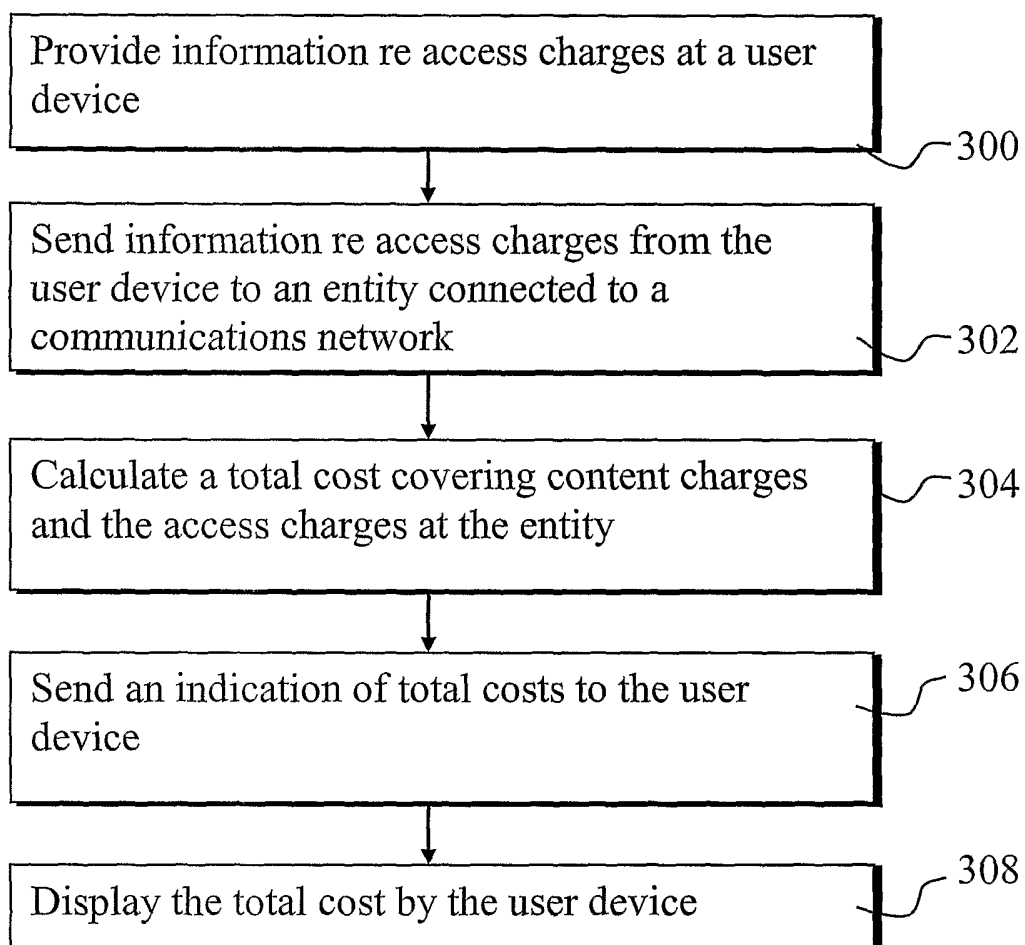 Provide information re access charges at a user
device
300
Send information re access charges from the
user device to an entity connected to a
communications network
302
Calculate a total cost covering content charges
and the access charges at the entity
304
Send an indication of total costs to the user
device
306
Display the total cost by the user device
308